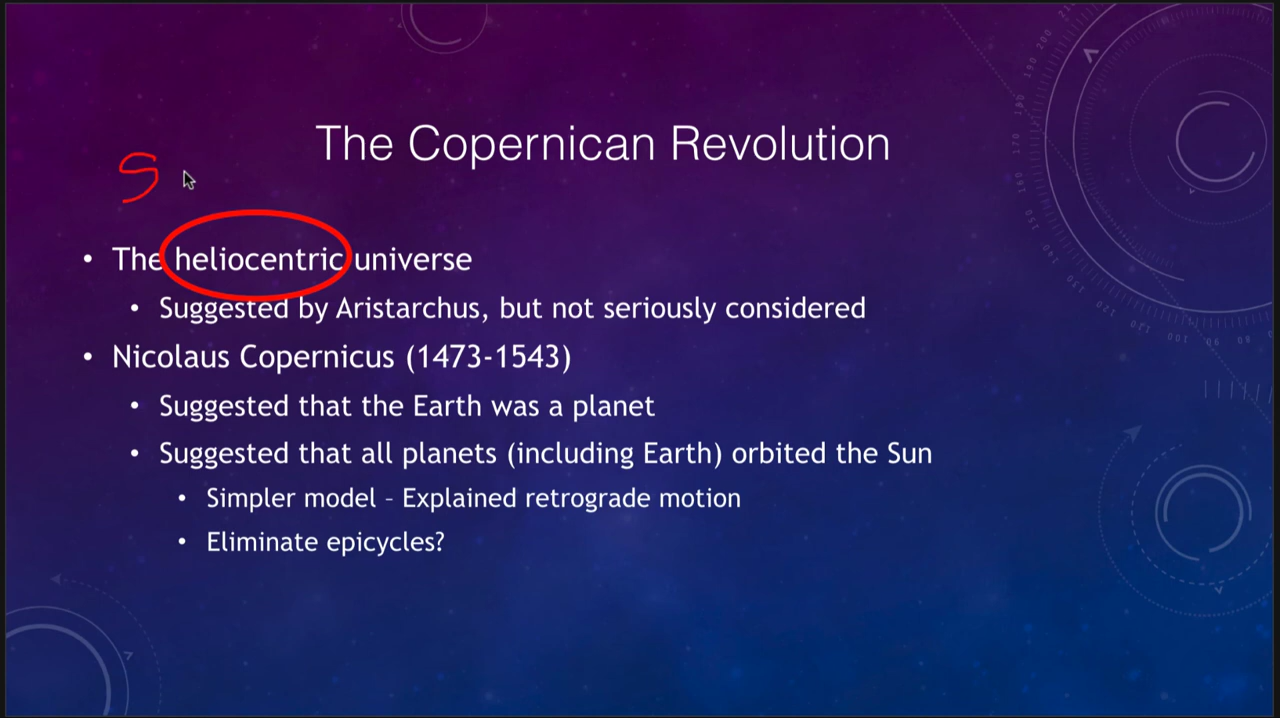 The Copernican Revolution
S
• The heliocentric universe
• Suggested by Aristarchus, but not seriously considered
• Nicolaus Copernicus (1473-1543)
• Suggested that the Earth was a planet
• Suggested that all planets (including Earth) orbited the Sun
• Simpler model – Explained retrograde motion
• Eliminate epicycles?